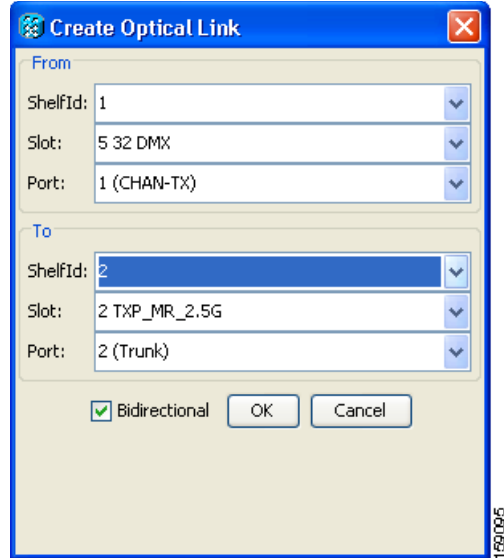 Create Optical Link
From
ShelfId: 1
Slot: 5 32 DMX
Port: 1 (CHAN-TX)
To
ShelfId: 2
Slot: 2 TXP_MR_2.5G
Port: 2 (Trunk)
Bidirectional OK Cancel
159095